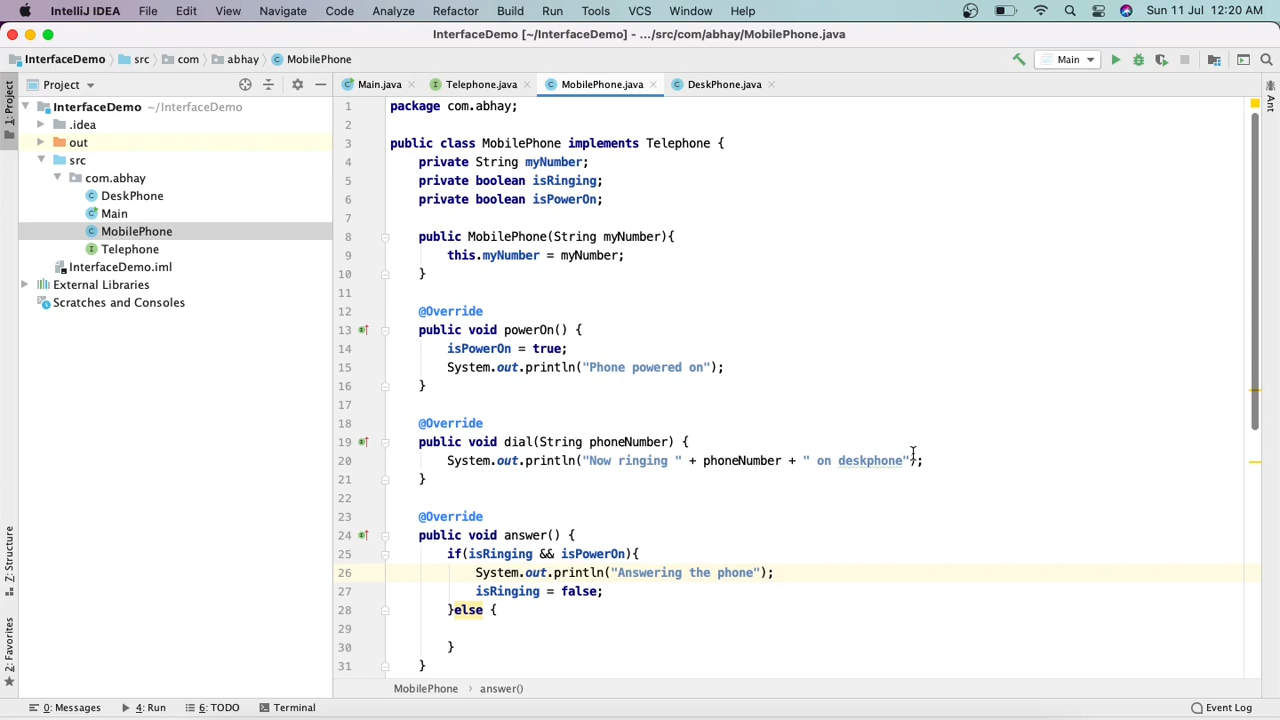 IntelliJ IDEA File Edit View Navigate Code Analyze Refactor Build Run Tools VCS Window Help Sun 11 Jul 12:20 AM
InterfaceDemo [~/InterfaceDemo] - .../src/com/abhay/MobilePhone.java
InterfaceDemo src com abhay MobilePhone Main
1: Project
Project
Main.java Telephone.java MobilePhone.java DeskPhone.java
Ant
InterfaceDemo ~/InterfaceDemo
.idea
out
src
com.abhay
DeskPhone
Main
MobilePhone
Telephone
InterfaceDemo.iml
External Libraries
Scratches and Consoles
Z: Structure
2: Favorites
1 package com.abhay;
2
3 public class MobilePhone implements Telephone {
4 private String myNumber;
5 private boolean isRinging;
6 private boolean isPowerOn;
7
8 public MobilePhone(String myNumber){
9 this.myNumber = myNumber;
10 }
11
12 @Override
13 public void powerOn() {
14 isPowerOn = true;
15 System.out.println("Phone powered on");
16 }
17
18 @Override
19 public void dial(String phoneNumber) {
20 System.out.println("Now ringing " + phoneNumber + " on deskphone");
21 }
22
23 @Override
24 public void answer() {
25 if(isRinging && isPowerOn){
26 System.out.println("Answering the phone");
27 isRinging = false;
28 }else {
29
30 }
31 }
MobilePhone › answer()
0: Messages 4: Run 6: TODO Terminal Event Log